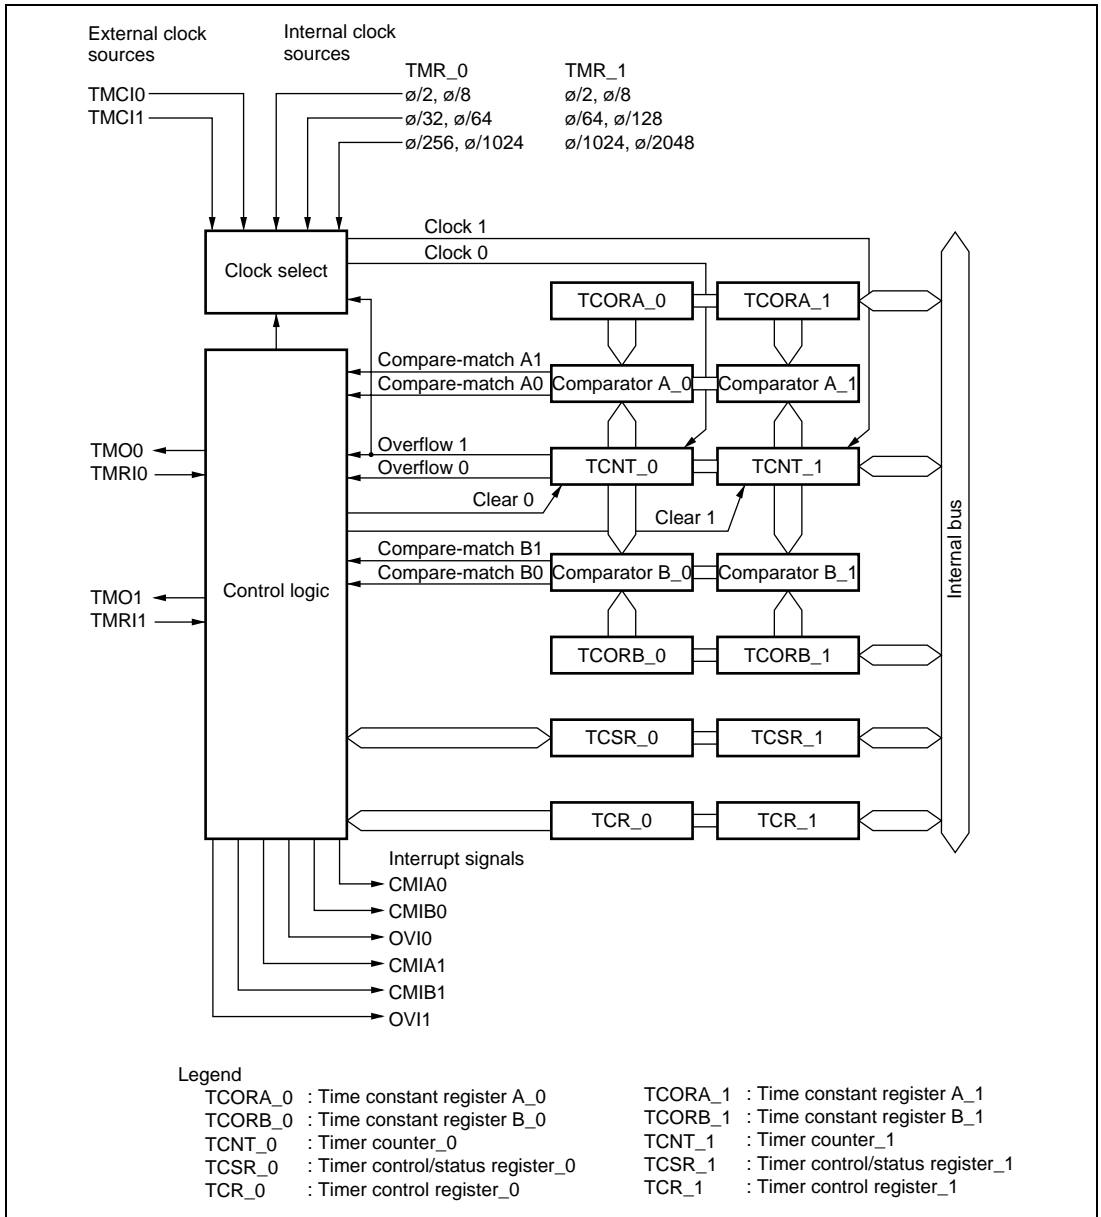 External clock
sources
Internal clock
sources
TMR_0
TMR_1
TMCI0
ø/2, ø/8
ø/2, ø/8
TMCI1
ø/32, ø/64
ø/64, ø/128
ø/256, ø/1024
ø/1024, ø/2048
Clock 1
Clock 0
Clock select
TCORA_0
TCORA_1
Compare-match A1
Compare-match A0
Comparator A_0
Comparator A_1
TMO0
TMRI0
Overflow 1
Overflow 0
TCNT_0
TCNT_1
Clear 0
Clear 1
Internal bus
Compare-match B1
Compare-match B0
Comparator B_0
Comparator B_1
Control logic
TMO1
TMRI1
TCORB_0
TCORB_1
TCSR_0
TCSR_1
TCR_0
TCR_1
Interrupt signals
CMIA0
CMIB0
OVI0
CMIA1
CMIB1
OVI1
Legend
TCORA_0 : Time constant register A_0
TCORB_0 : Time constant register B_0
TCNT_0 : Timer counter_0
TCSR_0 : Timer control/status register_0
TCR_0 : Timer control register_0
TCORA_1 : Time constant register A_1
TCORB_1 : Time constant register B_1
TCNT_1 : Timer counter_1
TCSR_1 : Timer control/status register_1
TCR_1 : Timer control register_1